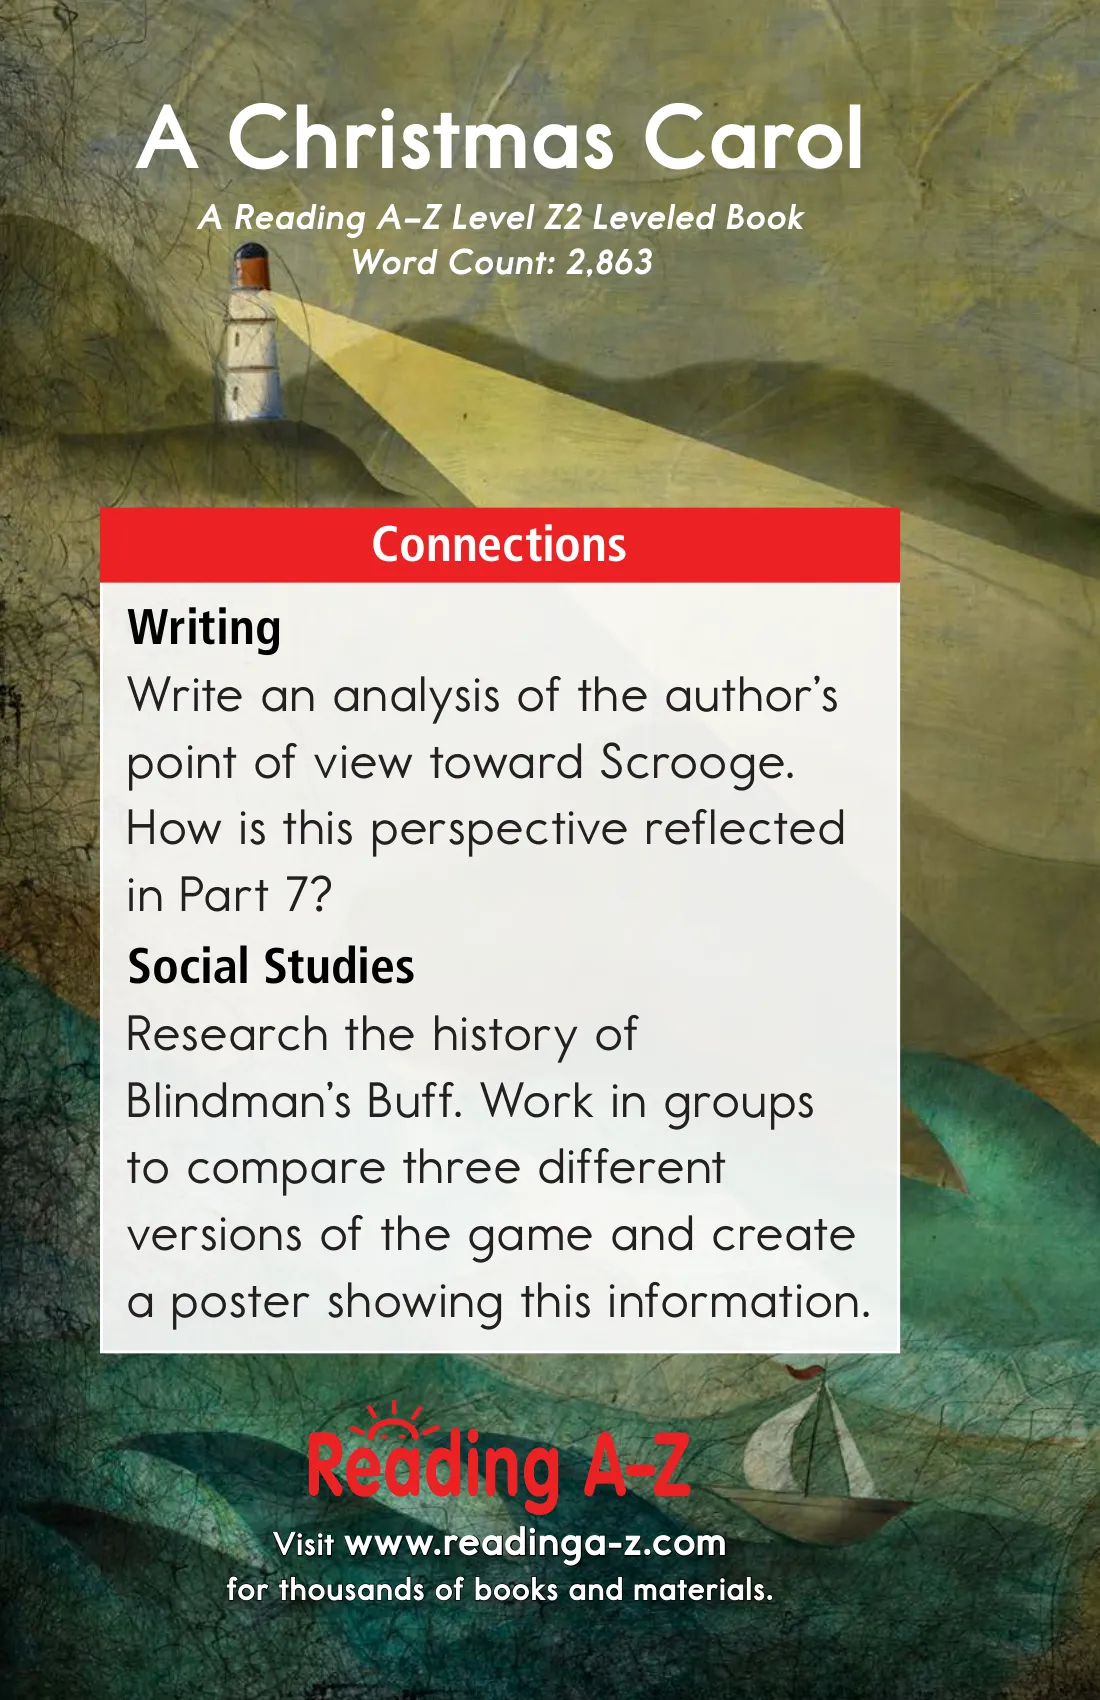 A Christmas Carol
A Reading A–Z Level Z2 Leveled Book
Word Count: 2,863
Connections
Writing
Write an analysis of the author’s
point of view toward Scrooge.
How is this perspective reflected
in Part 7?
Social Studies
Research the history of
Blindman’s Buff. Work in groups
to compare three different
versions of the game and create
a poster showing this information.
Reading A-Z
Visit www.readinga-z.com
for thousands of books and materials.